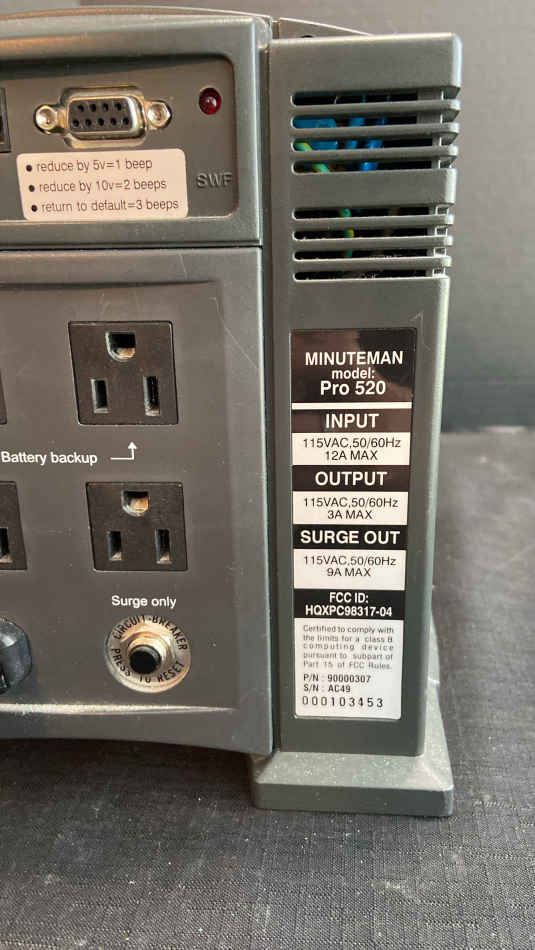 • reduce by 5v=1 beep
• reduce by 10v=2 beeps
• return to default=3 beeps
SWF
Battery backup
Surge only
CIRCUIT-BREAKER
PRESS TO RESET
MINUTEMAN
model:
Pro 520
INPUT
115VAC,50/60Hz
12A MAX
OUTPUT
115VAC,50/60Hz
3A MAX
SURGE OUT
115VAC,50/60Hz
9A MAX
FCC ID:
HQXPC98317-04
Certified to comply with
the limits for a class B
computing device
pursuant to subpart of
Part 15 of FCC Rules.
P/N : 90000307
S/N : AC49
000103453